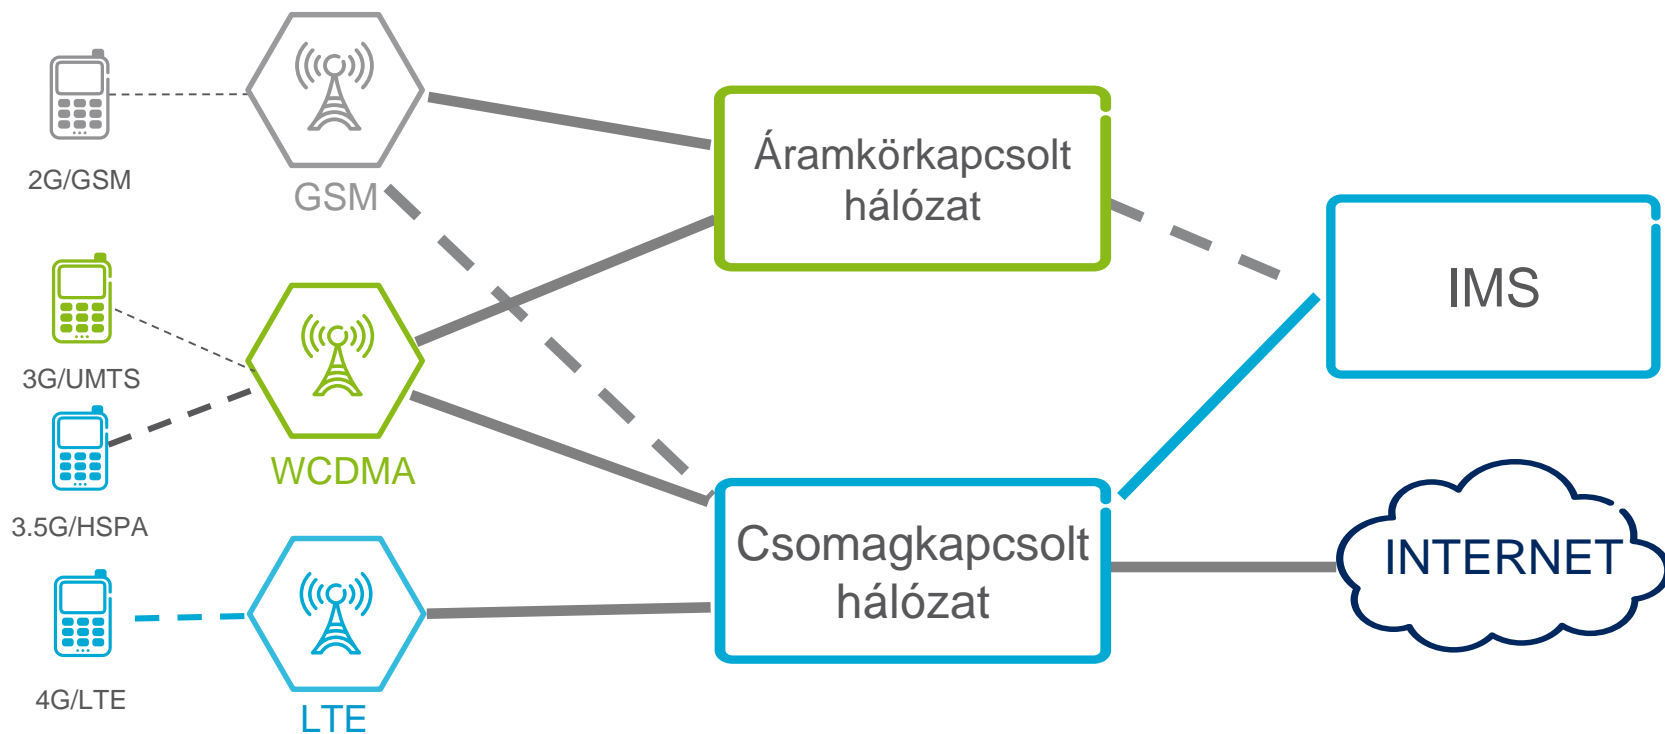 2G/GSM
GSM
3G/UMTS
3.5G/HSPA
WCDMA
4G/LTE
LTE
Áramkörkapcsolt
hálózat
Csomagkapcsolt
hálózat
IMS
INTERNET